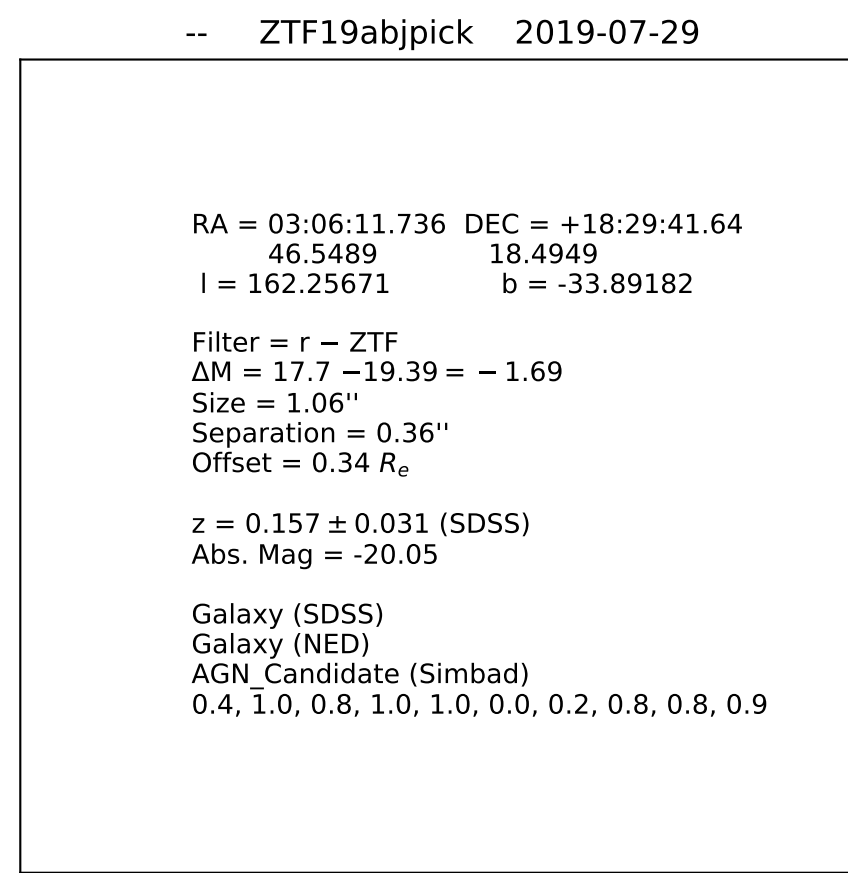 -- ZTF19abjpick 2019-07-29
RA = 03:06:11.736 DEC = +18:29:41.64
46.5489 18.4949
l = 162.25671 b = -33.89182
Filter = r − ZTF
ΔM = 17.7 −19.39 = − 1.69
Size = 1.06''
Separation = 0.36''
Offset = 0.34 Rₑ
z = 0.157 ± 0.031 (SDSS)
Abs. Mag = -20.05
Galaxy (SDSS)
Galaxy (NED)
AGN_Candidate (Simbad)
0.4, 1.0, 0.8, 1.0, 1.0, 0.0, 0.2, 0.8, 0.8, 0.9